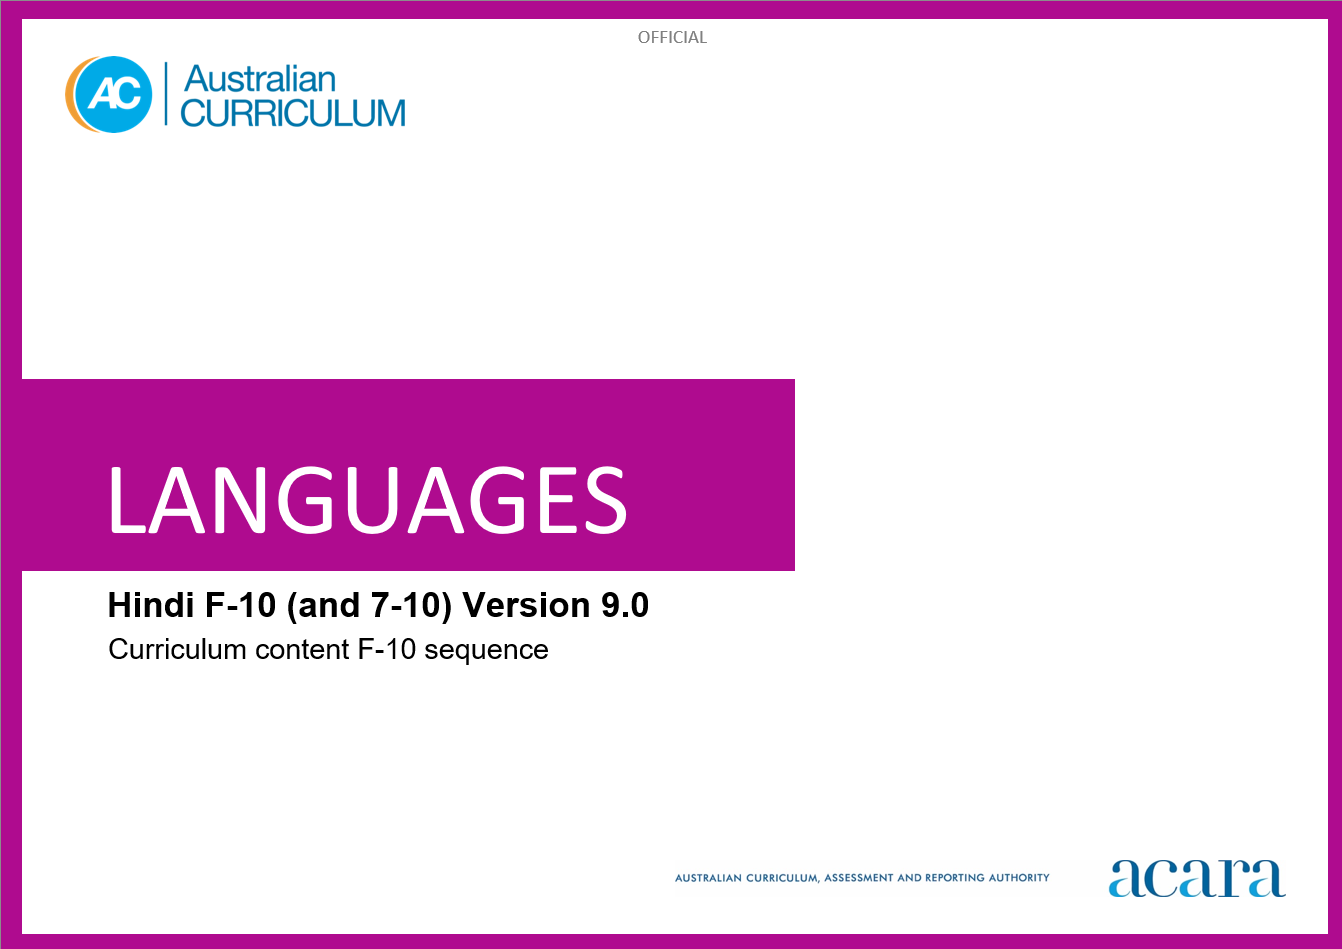 OFFICIAL
AC
Australian
CURRICULUM
LANGUAGES
Hindi F-10 (and 7-10) Version 9.0
Curriculum content F-10 sequence
AUSTRALIAN CURRICULUM, ASSESSMENT AND REPORTING AUTHORITY
acara